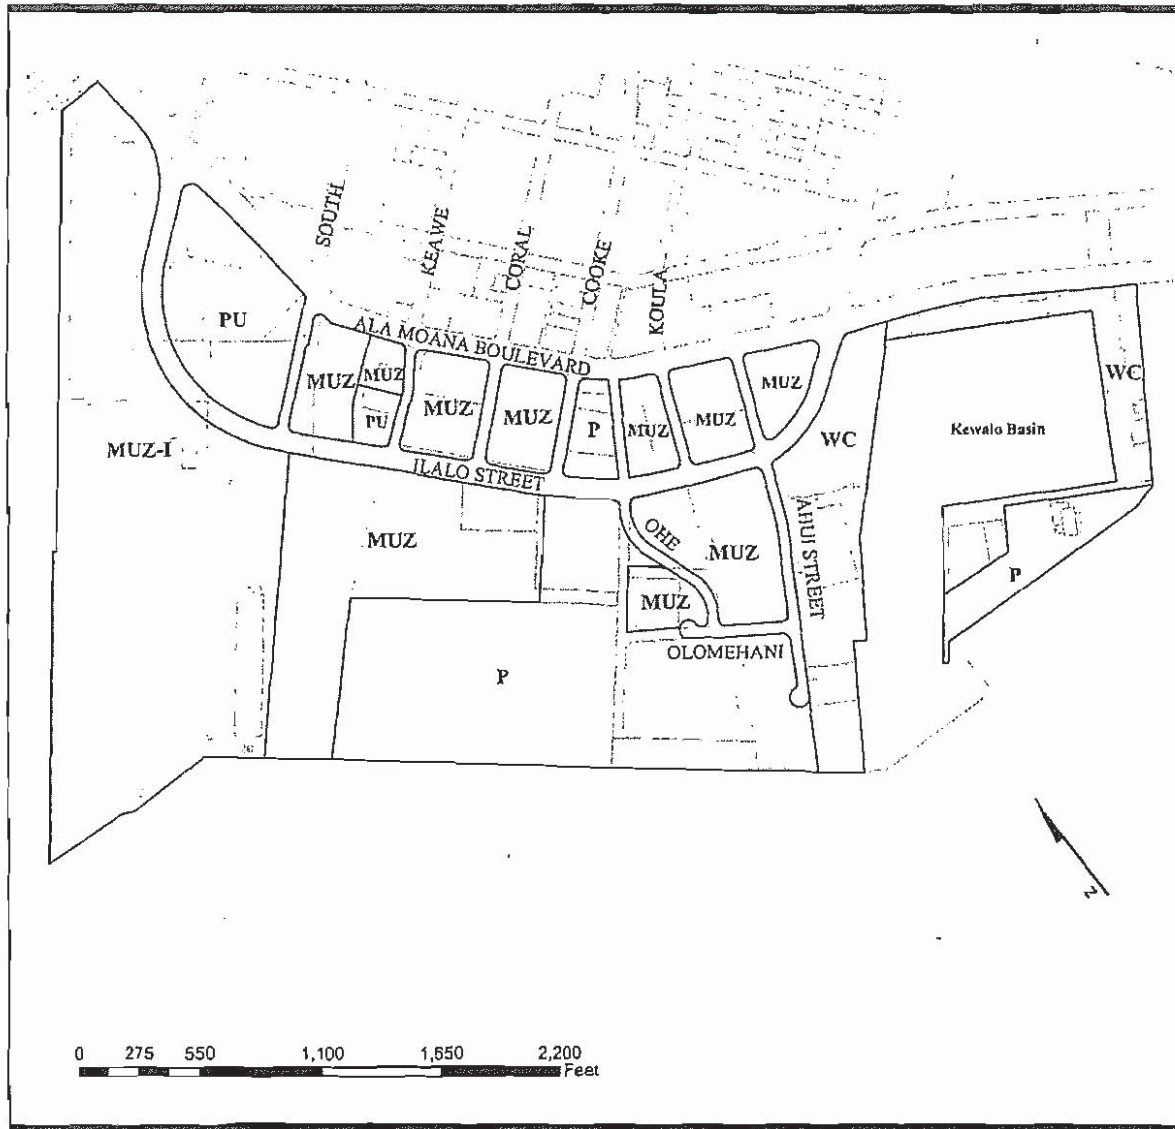 SOUTH
KEAWE
CORAL
COOKE
KOULA
PU
ALA MOANA BOULEVARD
MUZ
MUZ
PU
MUZ
MUZ
P
MUZ
MUZ
MUZ
WC
WC
Kewalo Basin
MUZ-I
ILALO STREET
MUZ
OHE
MUZ
AHUI STREET
MUZ
P
OLOMEHANI
P
N
0 275 550 1,100 1,650 2,200
Feet